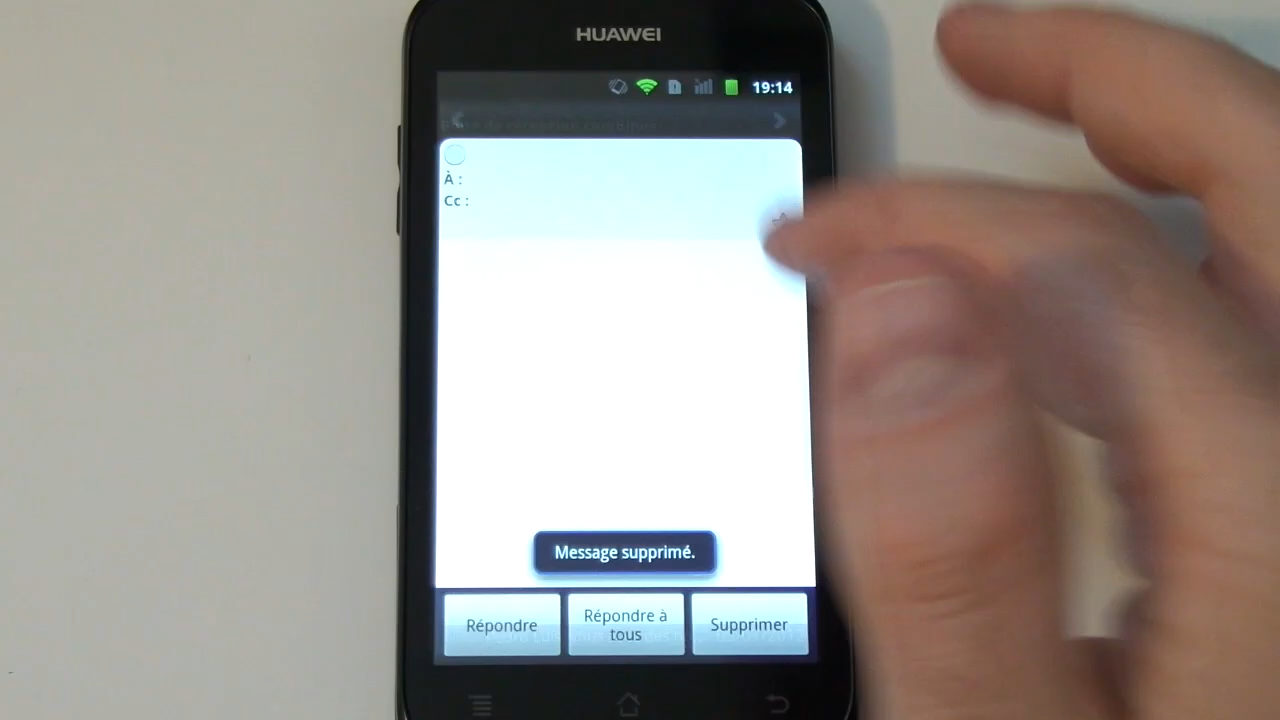 HUAWEI
19:14
À :
Cc :
Message supprimé.
Répondre
Répondre à
tous
Supprimer